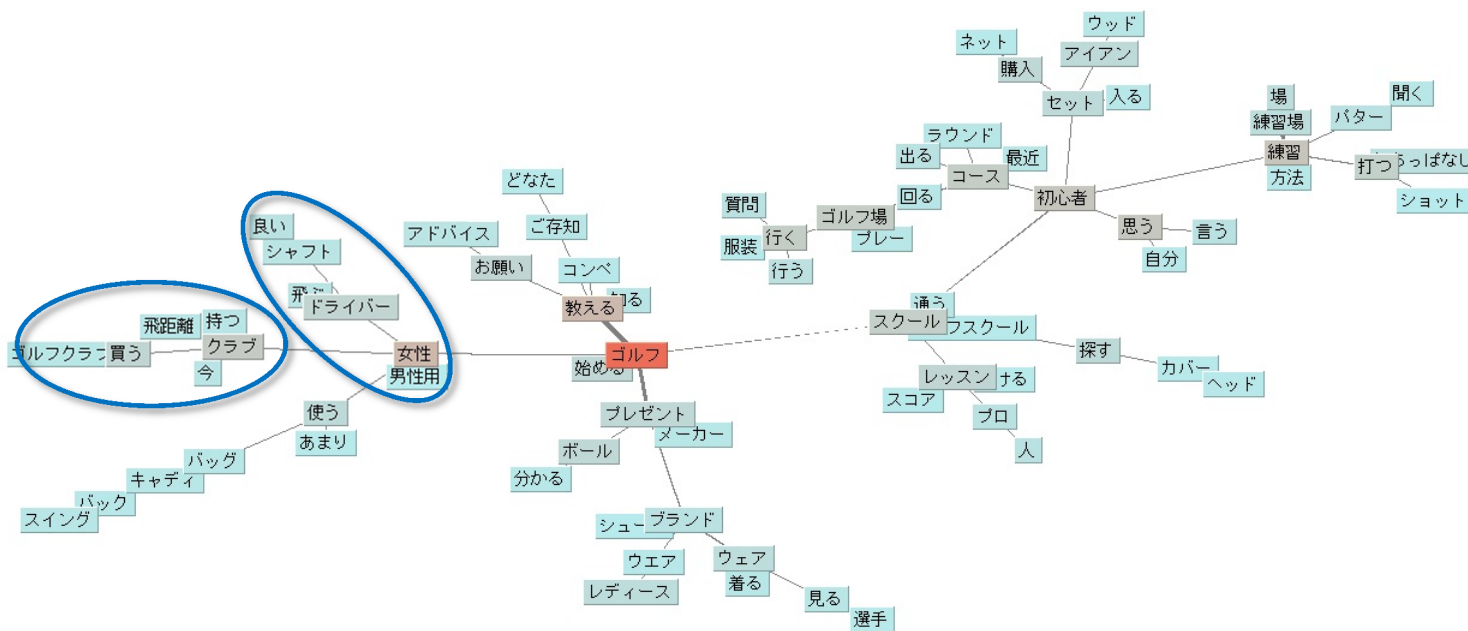 良い
シャフト
飛ぶ
ドライバー
女性
男性用
飛距離
持つ
クラブ
今
買う
使う
あまり
バッグ
キャディ
バック
スイング
アドバイス
お願い
どなた
ご存知
コンペ
知る
教える
ゴルフ
始める
プレゼント
メーカー
ボール
分かる
ブランド
ウエア
レディース
ウェア
着る
見る
選手
質問
服装
行く
行う
ゴルフ場
プレー
出る
ラウンド
最近
コース
回る
初心者
ネット
購入
ウッド
アイアン
セット
入る
場
練習場
練習
方法
聞く
パター
打つ
ショット
思う
言う
自分
通う
スクール
探す
カバー
ヘッド
レッスン
スコア
プロ
人